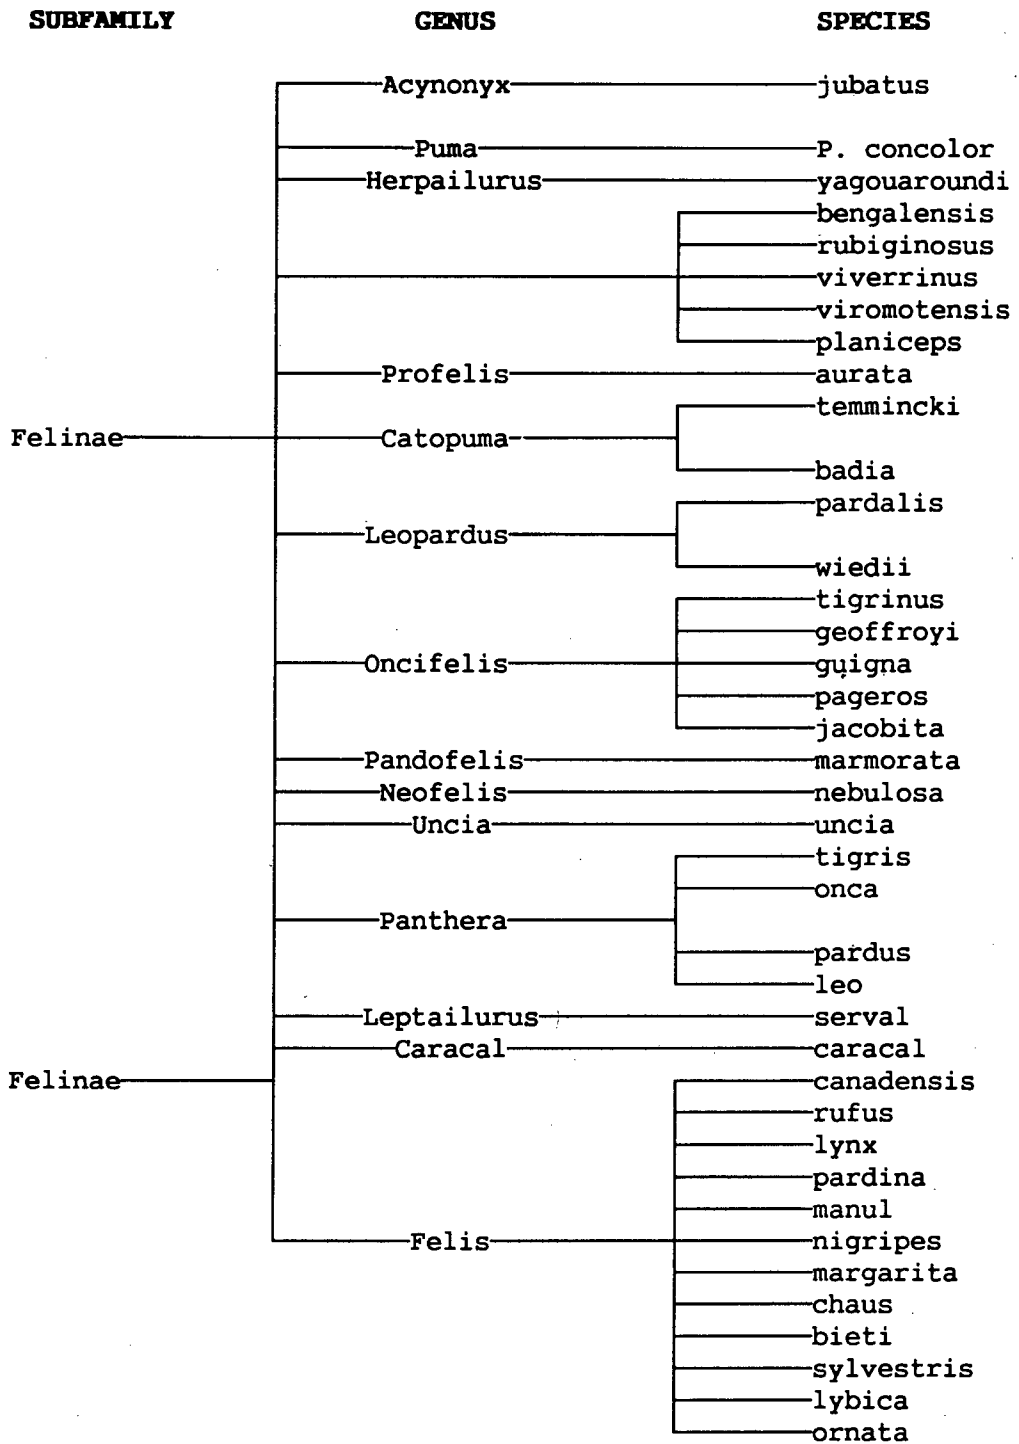 SUBFAMILY GENUS SPECIES
Acynonyx jubatus
Puma P. concolor
Herpailurus yagouaroundi
bengalensis
rubiginosus
viverrinus
viromotensis
planiceps
Profelis aurata
temmincki
Felinae Catopuma
badia
pardalis
Leopardus
wiedii
tigrinus
geoffroyi
Oncifelis guigna
pageros
jacobita
Pandofelis marmorata
Neofelis nebulosa
Uncia uncia
tigris
onca
Panthera
pardus
leo
Leptailurus serval
Caracal caracal
Felinae canadensis
rufus
lynx
pardina
manul
Felis nigripes
margarita
chaus
bieti
sylvestris
lybica
ornata